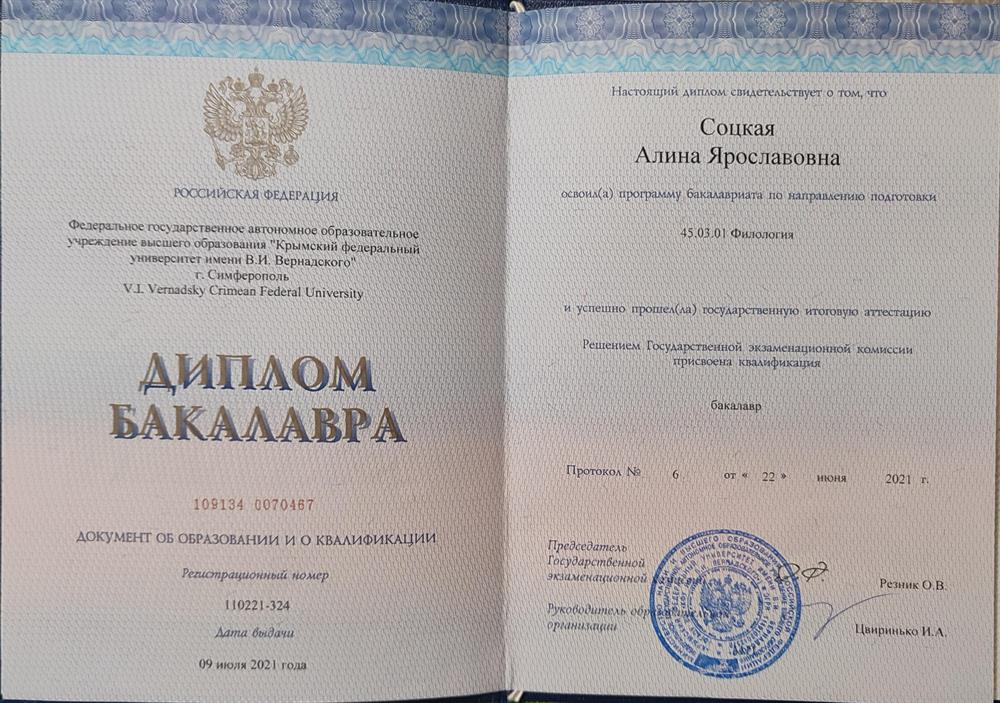 РОССИЙСКАЯ ФЕДЕРАЦИЯ
Федеральное государственное автономное образовательное
учреждение высшего образования "Крымский федеральный
университет имени В.И. Вернадского"
г. Симферополь
V.I. Vernadsky Crimean Federal University
ДИПЛОМ
БАКАЛАВРА
109134 0070467
ДОКУМЕНТ ОБ ОБРАЗОВАНИИ И О КВАЛИФИКАЦИИ
Регистрационный номер
110221-324
Дата выдачи
09 июля 2021 года
Настоящий диплом свидетельствует о том, что
Соцкая
Алина Ярославовна
освоил(а) программу бакалавриата по направлению подготовки
45.03.01 Филология
и успешно прошел(ла) государственную итоговую аттестацию
Решением Государственной экзаменационной комиссии
присвоена квалификация
бакалавр
Протокол № 6 от « 22 » июня 2021 г.
Председатель
Государственной
экзаменационной комиссии
Резник О.В.
Руководитель образовательной
организации
Цвиринько И.А.